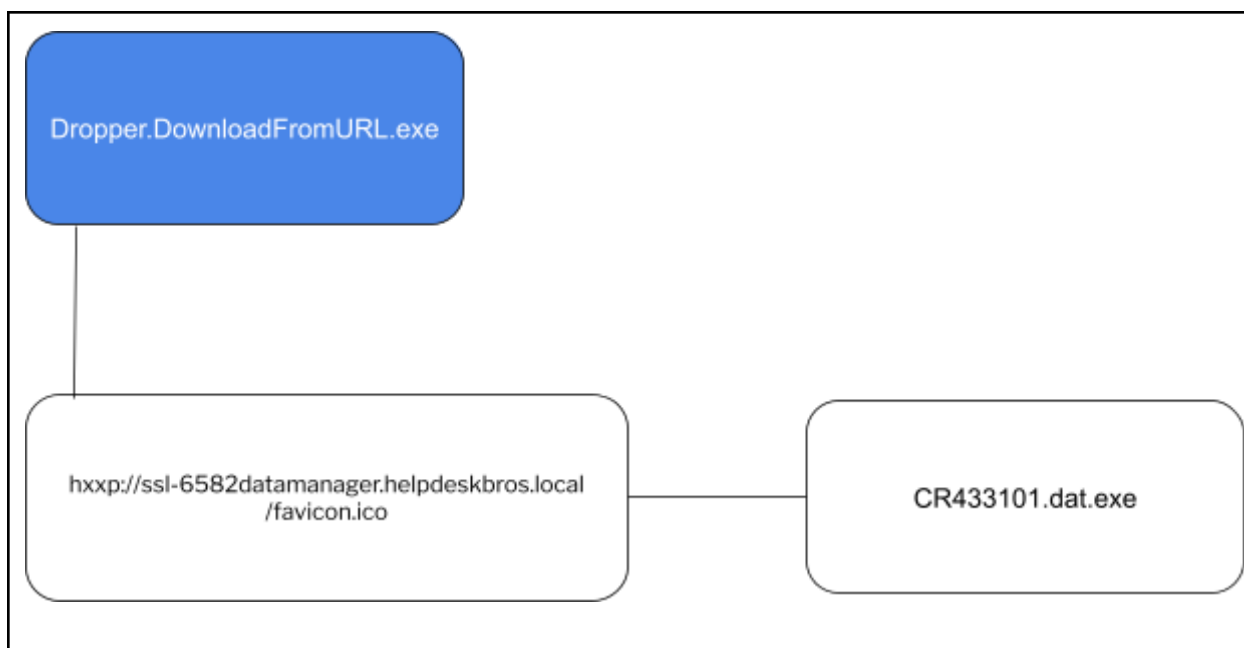 Dropper.DownloadFromURL.exe
hxxp://ssl-6582datamanager.helpdeskbros.local
/favicon.ico
CR433101.dat.exe